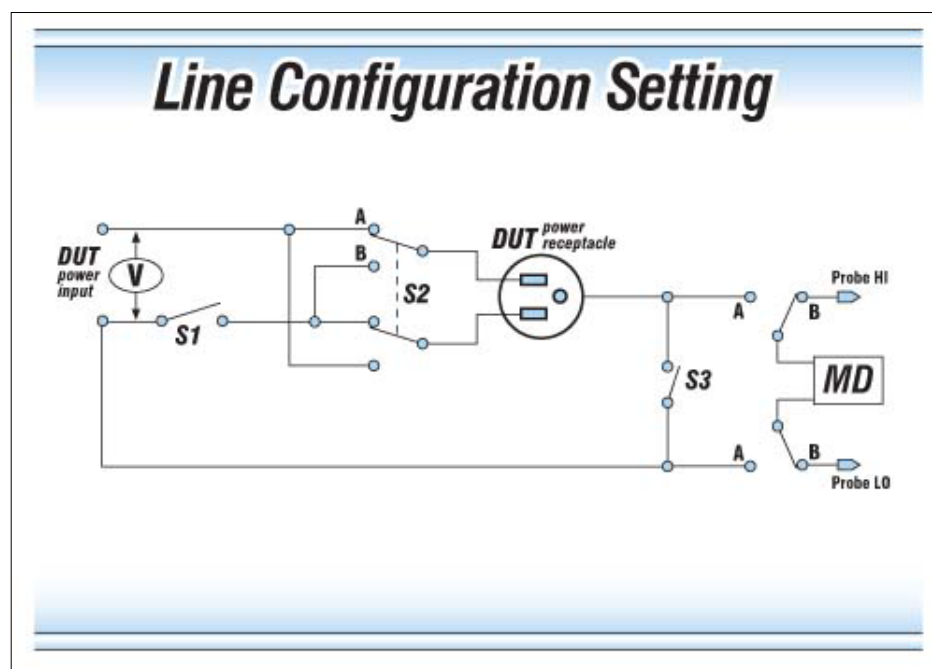 Line Configuration Setting
A
B
DUT
power
input
V
S1
S2
DUT
power
receptacle
S3
A
B
Probe HI
MD
A
B
Probe LO